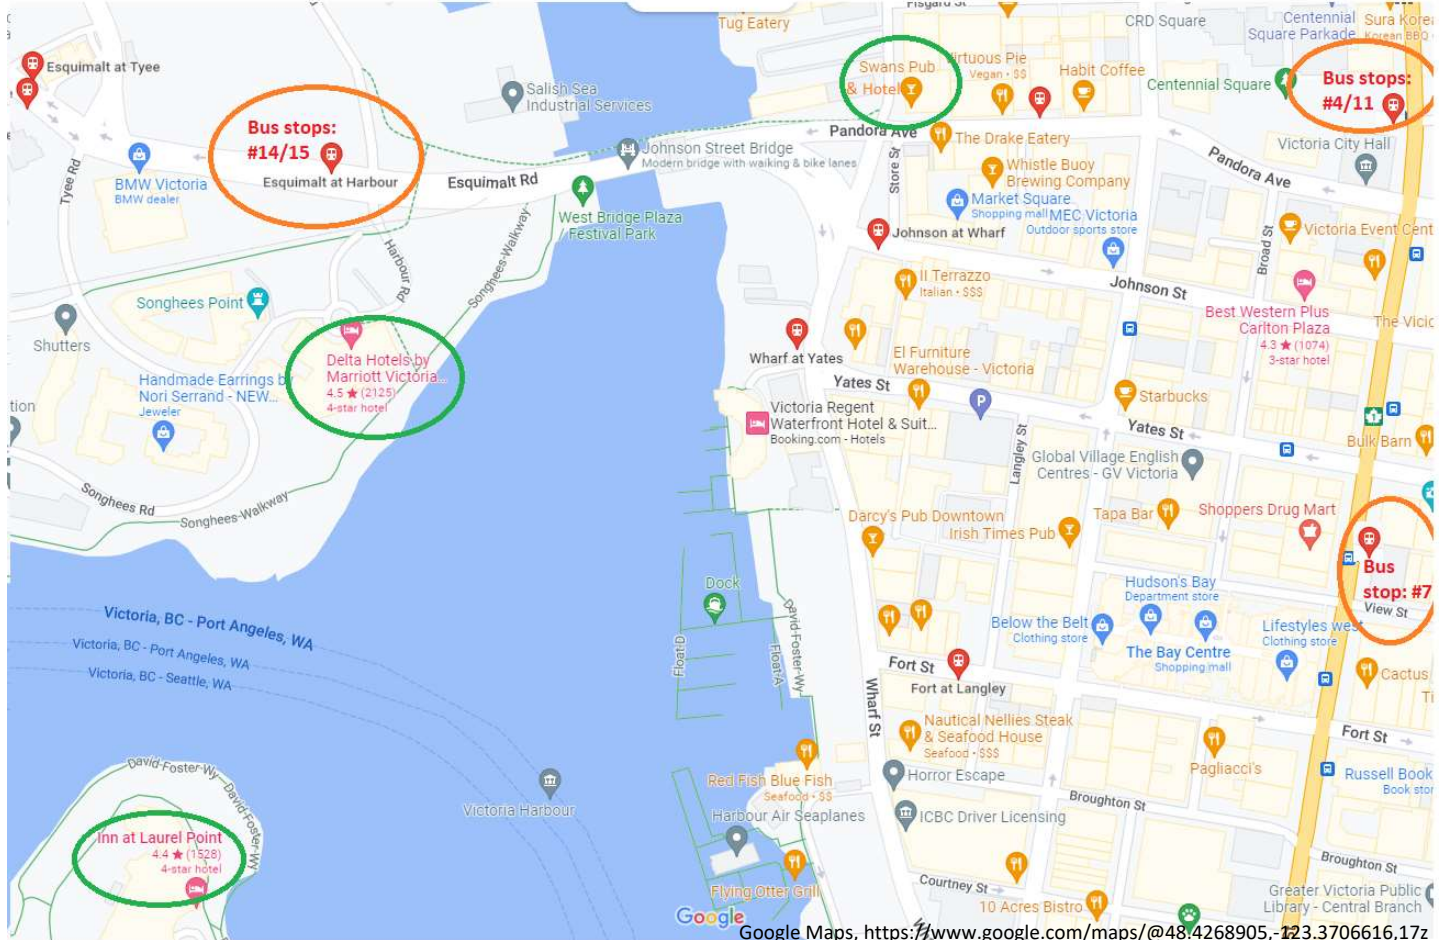 Fisgard St
Tug Eatery
CRD Square
Centennial
Square Parkade
Sura Korea
Korean BBQ
Esquimalt at Tyee
Salish Sea
Industrial Services
Swans Pub
& Hotel
Virtuous Pie
Vegan • $$
Habit Coffee
Centennial Square
Bus stops:
#4/11
Bus stops:
#14/15
Esquimalt at Harbour
Esquimalt Rd
Johnson Street Bridge
Modern bridge with walking & bike lanes
Pandora Ave
The Drake Eatery
Victoria City Hall
Pandora Ave
Tyee Rd
BMW Victoria
BMW dealer
West Bridge Plaza
/ Festival Park
Store St
Whistle Buoy
Brewing Company
Market Square
Shopping mall
MEC Victoria
Outdoor sports store
Johnson at Wharf
Broad St
Victoria Event Cent
Harbour Rd
Songhees-Walkway
Songhees Point
Il Terrazzo
Italian • $$$
Johnson St
Best Western Plus
Carlton Plaza
4.3 ★ (1074)
3-star hotel
The Vicio
Shutters
Delta Hotels by
Marriott Victoria...
4.5 ★ (2125)
4-star hotel
Handmade Earrings by
Nori Serrand - NEW...
Jeweler
tion
Wharf at Yates
El Furniture
Warehouse - Victoria
Yates St
P
Starbucks
Victoria Regent
Waterfront Hotel & Suit...
Booking.com - Hotels
Langley St
Yates St
1
Bulk Barn
Global Village English
Centres - GV Victoria
Songhees Rd
Songhees-Walkway
Darcy's Pub Downtown
Irish Times Pub
Tapa Bar
Shoppers Drug Mart
Bus
stop: #7
View St
Dock
Hudson's Bay
Department store
Victoria, BC - Port Angeles, WA
Victoria, BC - Port Angeles, WA
Victoria, BC - Seattle, WA
Float D
Float A
David-Foster-Wy
Below the Belt
Clothing store
The Bay Centre
Shopping mall
Lifestyles west
Clothing store
Cactus
Ti
Fort St
Fort at Langley
Wharf St
Nautical Nellies Steak
& Seafood House
Seafood • $$$
Fort St
Pagliacci's
Russell Book
Book stor
David-Foster-Wy
David-Foster-Wy
Victoria Harbour
Red Fish Blue Fish
Seafood • $$
Horror Escape
Broughton St
Harbour Air Seaplanes
ICBC Driver Licensing
Inn at Laurel Point
4.4 ★ (1528)
4-star hotel
Broughton St
Flying Otter Grill
Courtney St
10 Acres Bistro
Greater Victoria Public
Library - Central Branch
Google
Google Maps, https://www.google.com/maps/@48.4268905,-123.3706616,17z